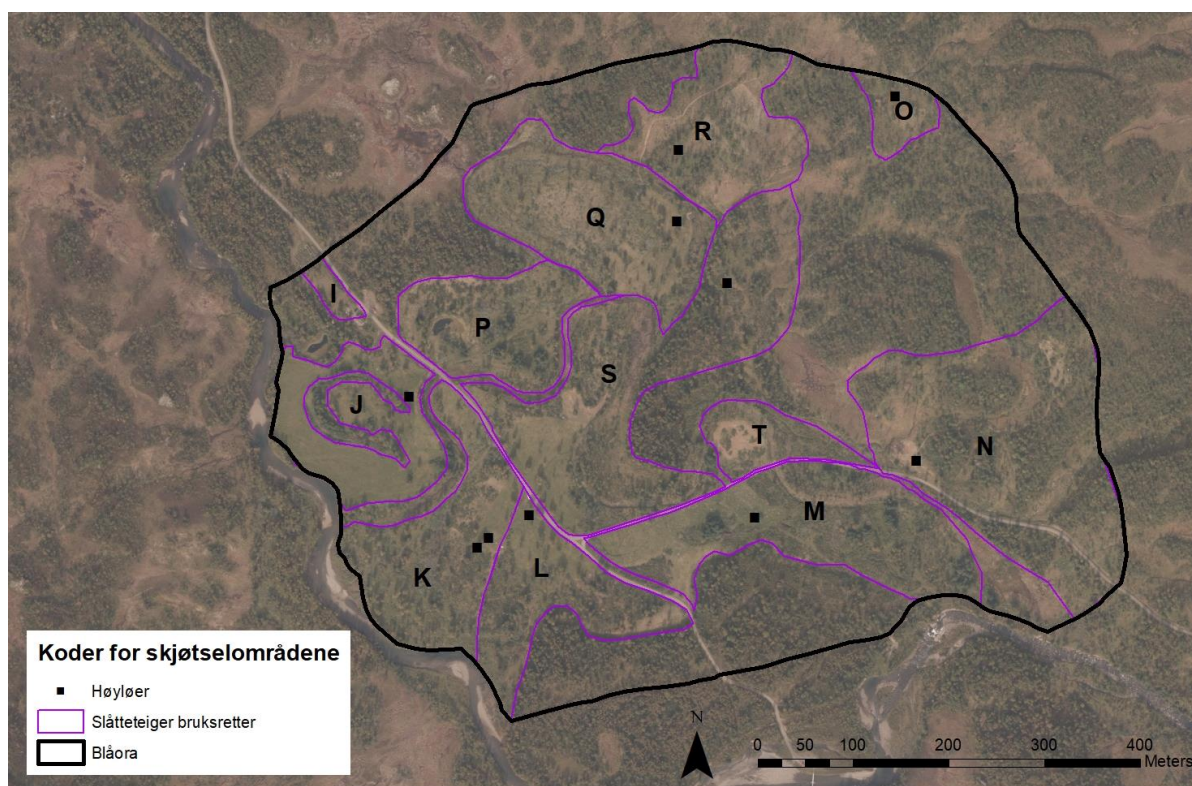 O
R
Q
I
P
J
S
T
N
M
K
L
Koder for skjøtselområdene
Høyløer
Slåtteteiger bruksretter
Blåora
N
0 50 100 200 300 400
Meters